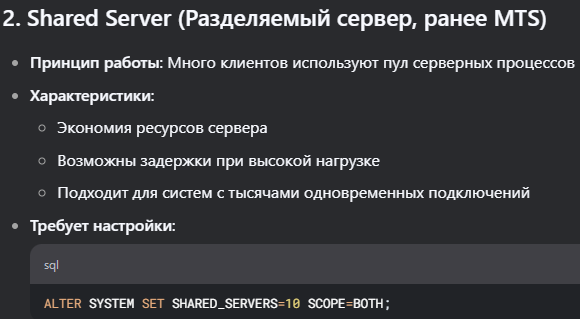 2. Shared Server (Разделяемый сервер, ранее MTS)
Принцип работы: Много клиентов используют пул серверных процессов
Характеристики:
Экономия ресурсов сервера
Возможны задержки при высокой нагрузке
Подходит для систем с тысячами одновременных подключений
Требует настройки:
sql
ALTER SYSTEM SET SHARED_SERVERS=10 SCOPE=BOTH;